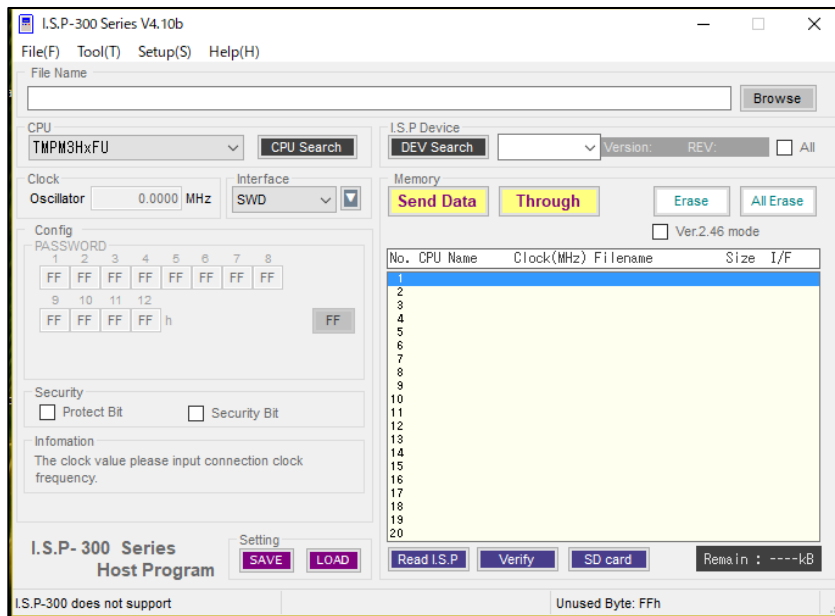 I.S.P-300 Series V4.10b
File(F) Tool(T) Setup(S) Help(H)
File Name
Browse
CPU
TMPM3HxFU
CPU Search
I.S.P Device
DEV Search
Version: REV:
All
Clock
Oscillator 0.0000 MHz
Interface
SWD
Memory
Send Data
Through
Erase
All Erase
Ver.2.46 mode
Config
PASSWORD
1 2 3 4 5 6 7 8
FF FF FF FF FF FF FF FF
9 10 11 12
FF FF FF FF h
FF
Security
Protect Bit
Security Bit
Infomation
The clock value please input connection clock
frequency.
No. CPU Name Clock(MHz) Filename Size I/F
1
2
3
4
5
6
7
8
9
10
11
12
13
14
15
16
17
18
19
20
I.S.P- 300 Series
Host Program
Setting
SAVE
LOAD
Read I.S.P
Verify
SD card
Remain : ----kB
I.S.P-300 does not support
Unused Byte: FFh